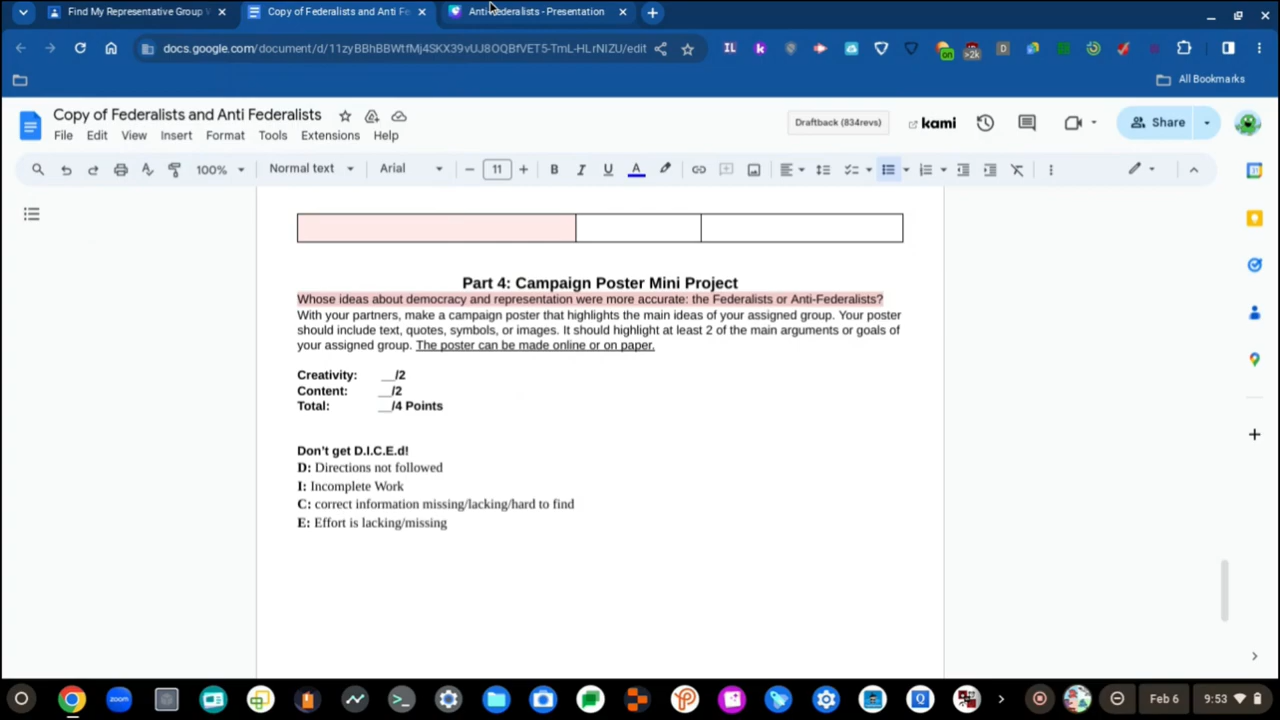 Find My Representative Group
Copy of Federalists and Anti Fe
Anti-Federalists - Presentation
docs.google.com/document/d/11zyBBhBBWtfMj4SKX39vUJ8OQBfVET5-TmL-HLrNIZU/edit
IL
k
on
>2k
D
All Bookmarks
Copy of Federalists and Anti Federalists
File Edit View Insert Format Tools Extensions Help
Draftback (834revs)
kami
Share
100%
Normal text
Arial
11
B I U A
Part 4: Campaign Poster Mini Project
Whose ideas about democracy and representation were more accurate: the Federalists or Anti-Federalists?
With your partners, make a campaign poster that highlights the main ideas of your assigned group. Your poster
should include text, quotes, symbols, or images. It should highlight at least 2 of the main arguments or goals of
your assigned group. The poster can be made online or on paper.
Creativity: __/2
Content: __/2
Total: __/4 Points
Don't get D.I.C.E.d!
D: Directions not followed
I: Incomplete Work
C: correct information missing/lacking/hard to find
E: Effort is lacking/missing
zoom
Feb 6
9:53